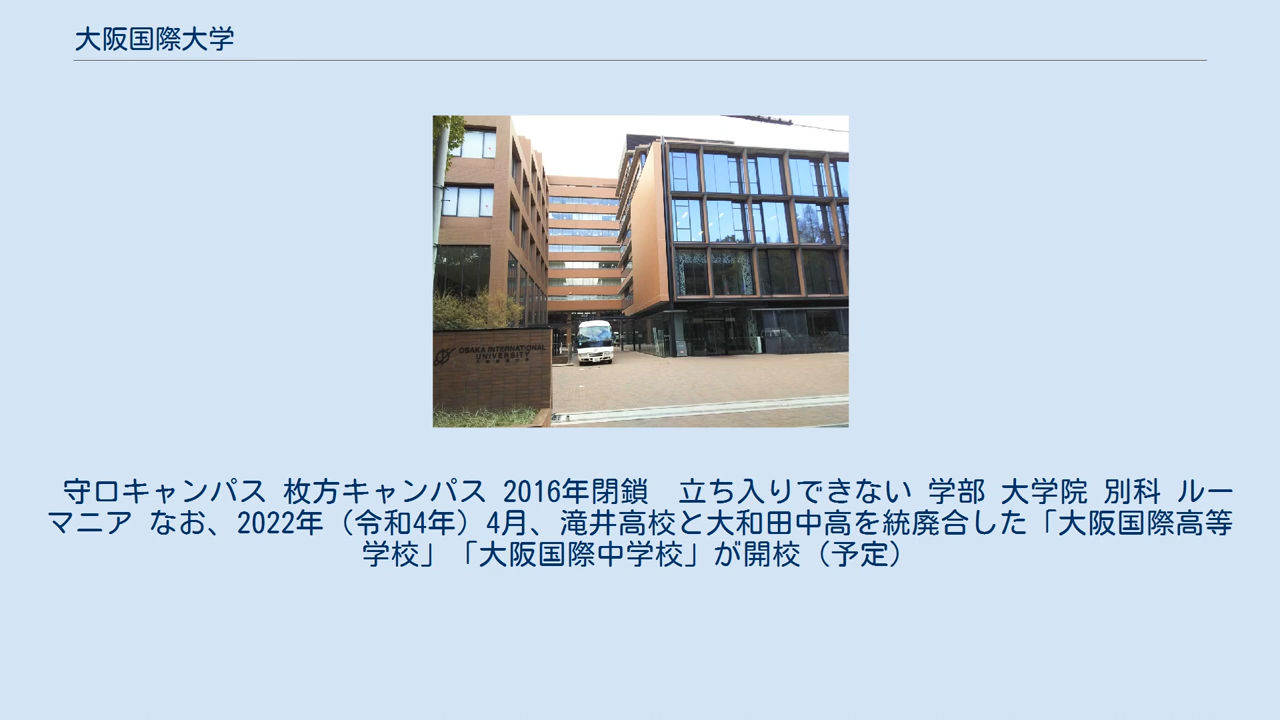 大阪国際大学
OSAKA INTERNATIONAL
UNIVERSITY
守口キャンパス 枚方キャンパス 2016年閉鎖　立ち入りできない 学部 大学院 別科 ルー
マニア なお、2022年（令和4年）4月、滝井高校と大和田中高を統廃合した「大阪国際高等
学校」「大阪国際中学校」が開校（予定）